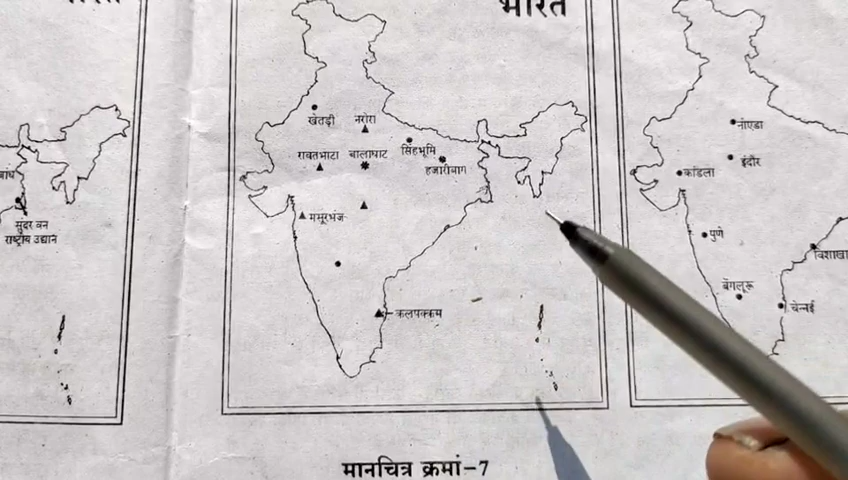 भारत
खेतड़ी
नरोरा
रावतभाटा
बालाघाट
सिंहभूमि
हजारीबाग
मसूरभंज
कलपक्कम
मानचित्र क्रमां-7
सुंदर वन
राष्ट्रीय उद्यान
नोएडा
इंदौर
कांडला
पुणे
बेंगलूरू
चेन्नई